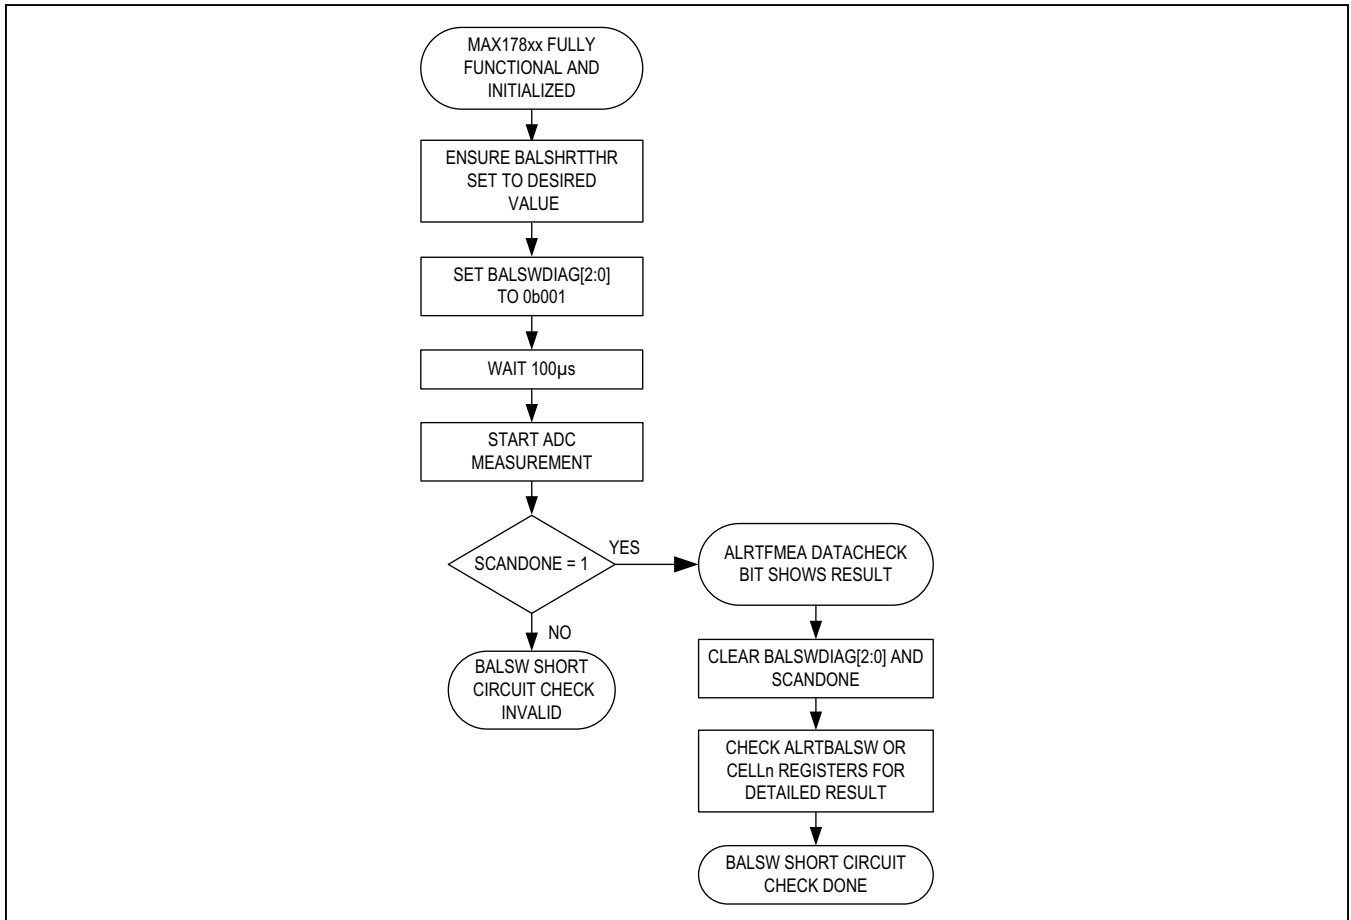 MAX178xx FULLY
FUNCTIONAL AND
INITIALIZED
ENSURE BALSHRTTHR
SET TO DESIRED
VALUE
SET BALSWDIAG[2:0]
TO 0b001
WAIT 100µs
START ADC
MEASUREMENT
SCANDONE = 1
YES
NO
BALSW SHORT
CIRCUIT CHECK
INVALID
ALRTFMEA DATACHECK
BIT SHOWS RESULT
CLEAR BALSWDIAG[2:0] AND
SCANDONE
CHECK ALRTBALSW OR
CELLn REGISTERS FOR
DETAILED RESULT
BALSW SHORT CIRCUIT
CHECK DONE